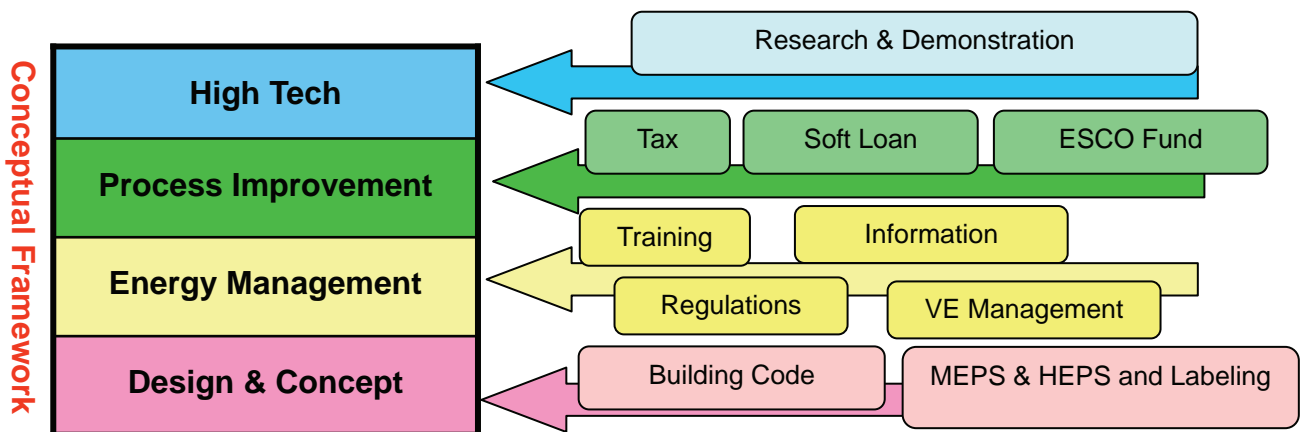 Conceptual Framework
High Tech
Research & Demonstration
Process Improvement
Tax
Soft Loan
ESCO Fund
Energy Management
Training
Information
Regulations
VE Management
Design & Concept
Building Code
MEPS & HEPS and Labeling